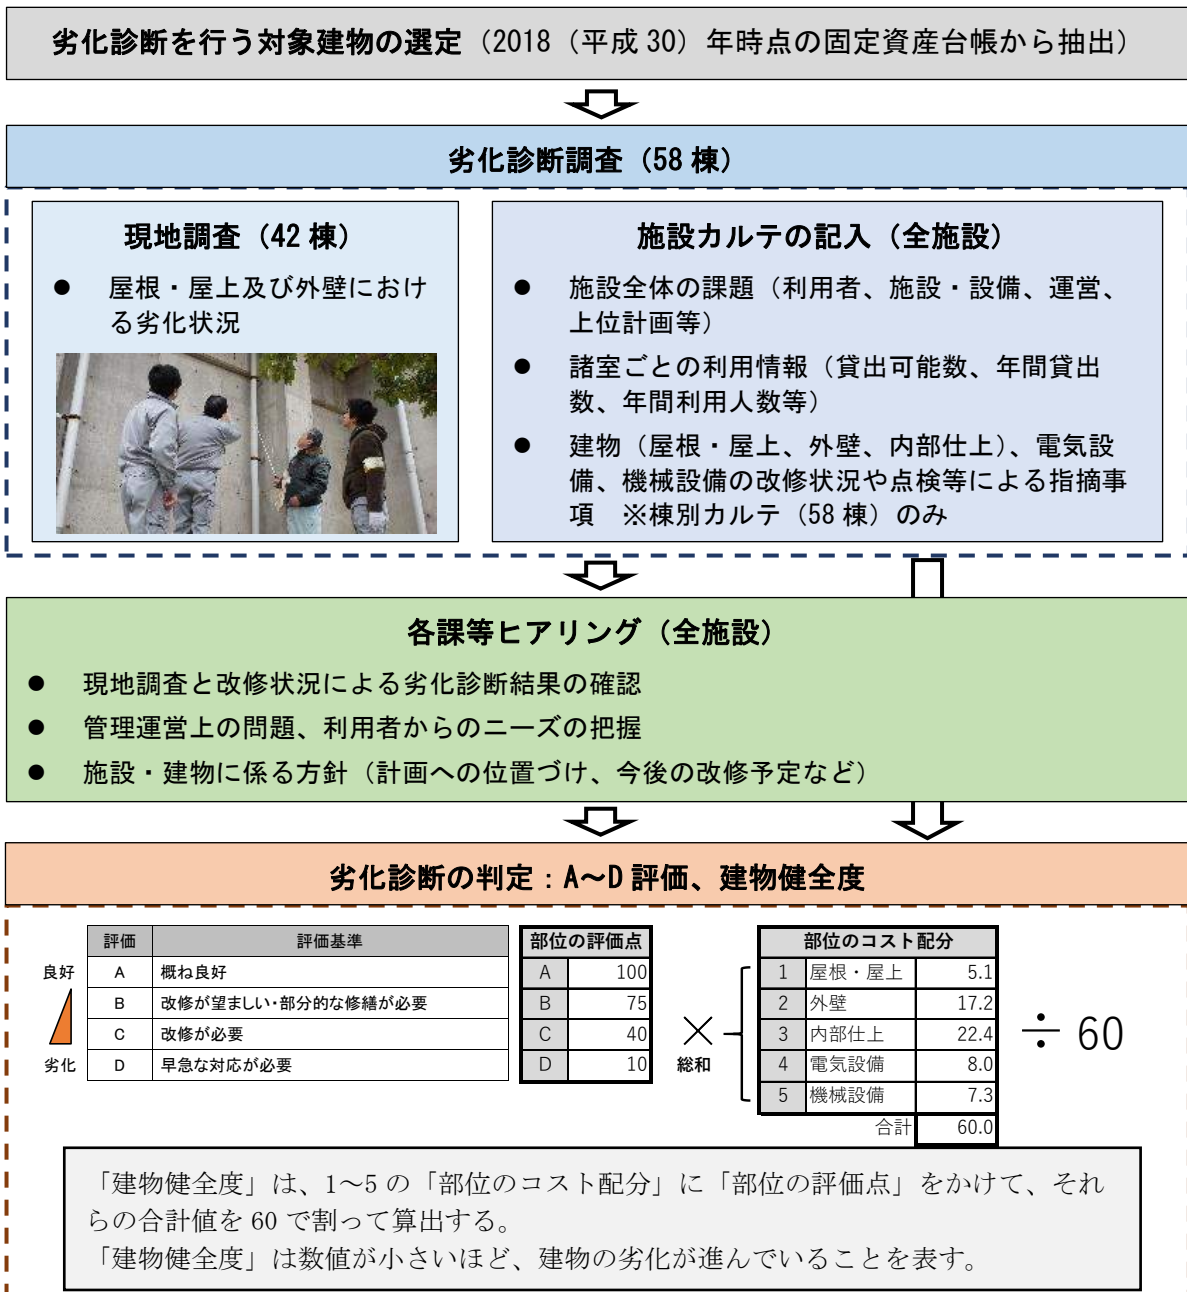 劣化診断を行う対象建物の選定（2018（平成 30）年時点の固定資産台帳から抽出）
劣化診断調査（58 棟）
現地調査（42 棟）
● 屋根・屋上及び外壁におけ
る劣化状況
施設カルテの記入（全施設）
● 施設全体の課題（利用者、施設・設備、運営、
上位計画等）
● 諸室ごとの利用情報（貸出可能数、年間貸出
数、年間利用人数等）
● 建物（屋根・屋上、外壁、内部仕上）、電気設
備、機械設備の改修状況や点検等による指摘事
項　※棟別カルテ（58 棟）のみ
各課等ヒアリング（全施設）
● 現地調査と改修状況による劣化診断結果の確認
● 管理運営上の問題、利用者からのニーズの把握
● 施設・建物に係る方針（計画への位置づけ、今後の改修予定など）
劣化診断の判定：A～D 評価、建物健全度
良好
劣化
評価 評価基準
A 概ね良好
B 改修が望ましい・部分的な修繕が必要
C 改修が必要
D 早急な対応が必要
部位の評価点
A 100
B 75
C 40
D 10
×
総和
部位のコスト配分
1 屋根・屋上 5.1
2 外壁 17.2
3 内部仕上 22.4
4 電気設備 8.0
5 機械設備 7.3
合計 60.0
÷ 60
「建物健全度」は、1～5 の「部位のコスト配分」に「部位の評価点」をかけて、それ
らの合計値を 60 で割って算出する。
「建物健全度」は数値が小さいほど、建物の劣化が進んでいることを表す。